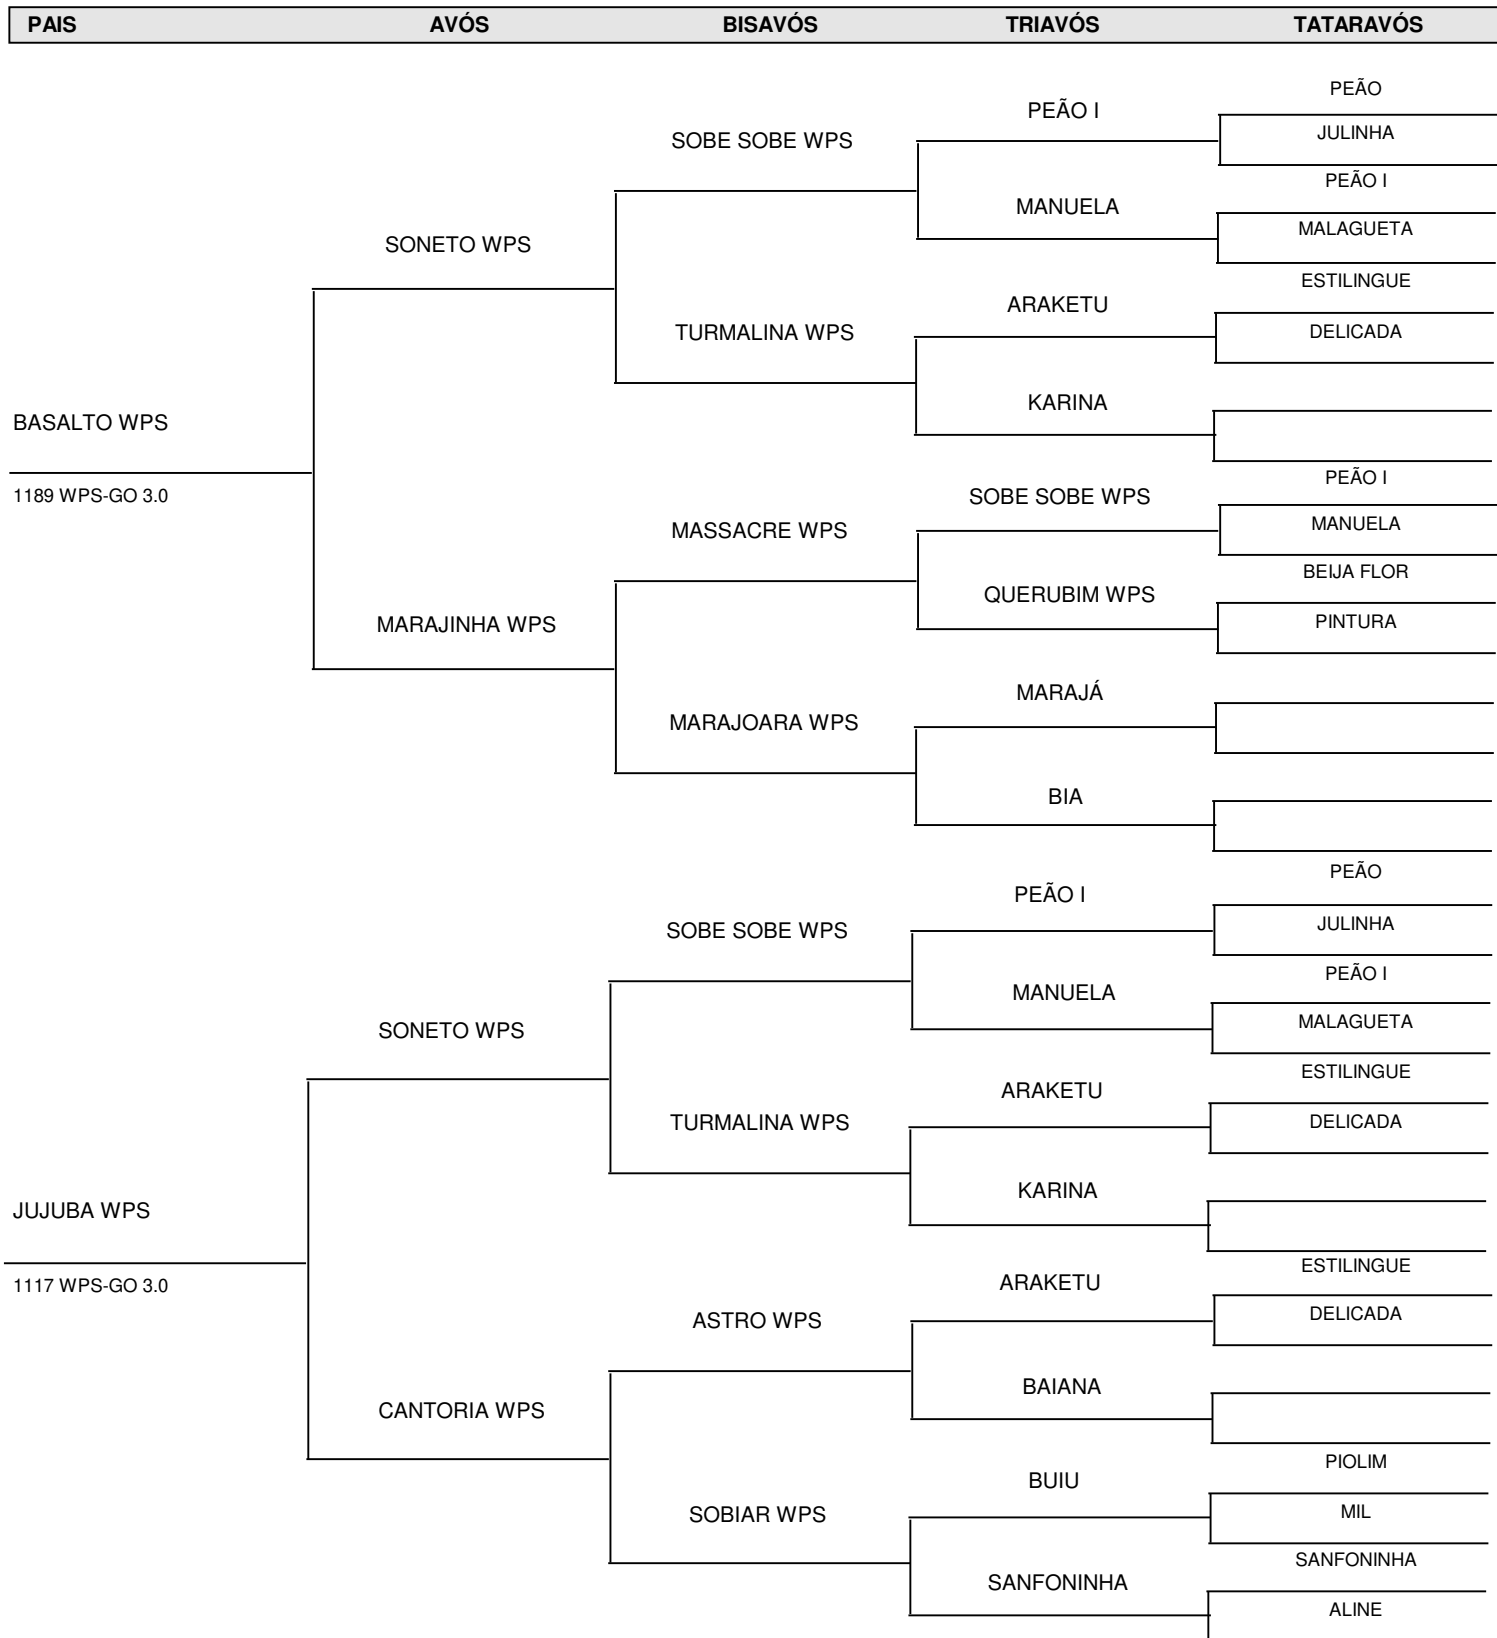 PAIS AVÓS BISAVÓS TRIAVÓS TATARAVÓS
PEÃO
PEÃO I
JULINHA
SOBE SOBE WPS
PEÃO I
MANUELA
MALAGUETA
SONETO WPS
ESTILINGUE
ARAKETU
DELICADA
TURMALINA WPS
KARINA
BASALTO WPS
PEÃO I
1189 WPS-GO 3.0
SOBE SOBE WPS
MANUELA
MASSACRE WPS
BEIJA FLOR
QUERUBIM WPS
PINTURA
MARAJINHA WPS
MARAJÁ
MARAJOARA WPS
BIA
PEÃO
PEÃO I
JULINHA
SOBE SOBE WPS
PEÃO I
MANUELA
MALAGUETA
SONETO WPS
ESTILINGUE
ARAKETU
DELICADA
TURMALINA WPS
KARINA
JUJUBA WPS
ESTILINGUE
1117 WPS-GO 3.0
ARAKETU
DELICADA
ASTRO WPS
BAIANA
CANTORIA WPS
PIOLIM
BUIU
MIL
SOBIAR WPS
SANFONINHA
SANFONINHA
ALINE